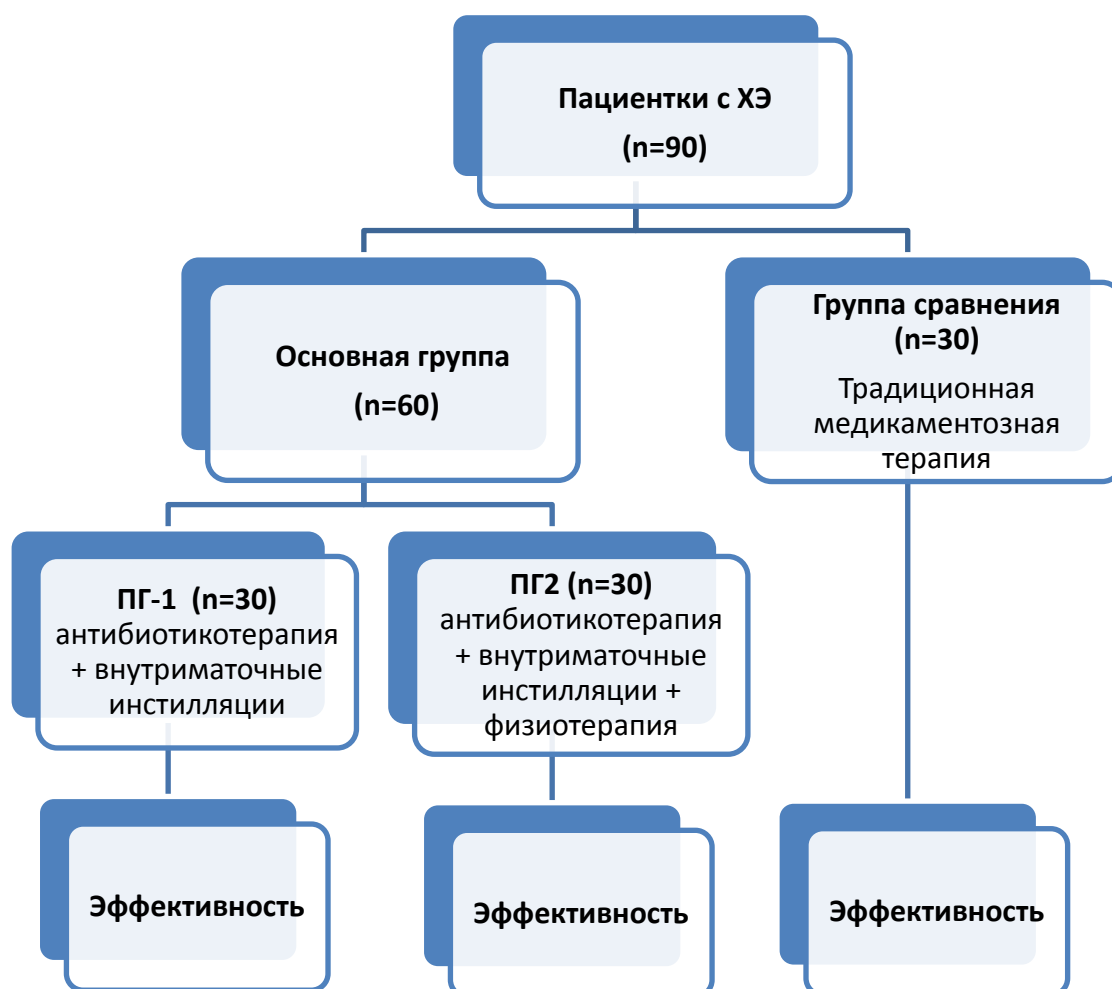 Пациентки с ХЭ
(n=90)
Основная группа
(n=60)
Группа сравнения
(n=30)
Традиционная
медикаментозная
терапия
ПГ-1 (n=30)
антибиотикотерапия
+ внутриматочные
инстилляции
ПГ2 (n=30)
антибиотикотерапия
+ внутриматочные
инстилляции +
физиотерапия
Эффективность
Эффективность
Эффективность